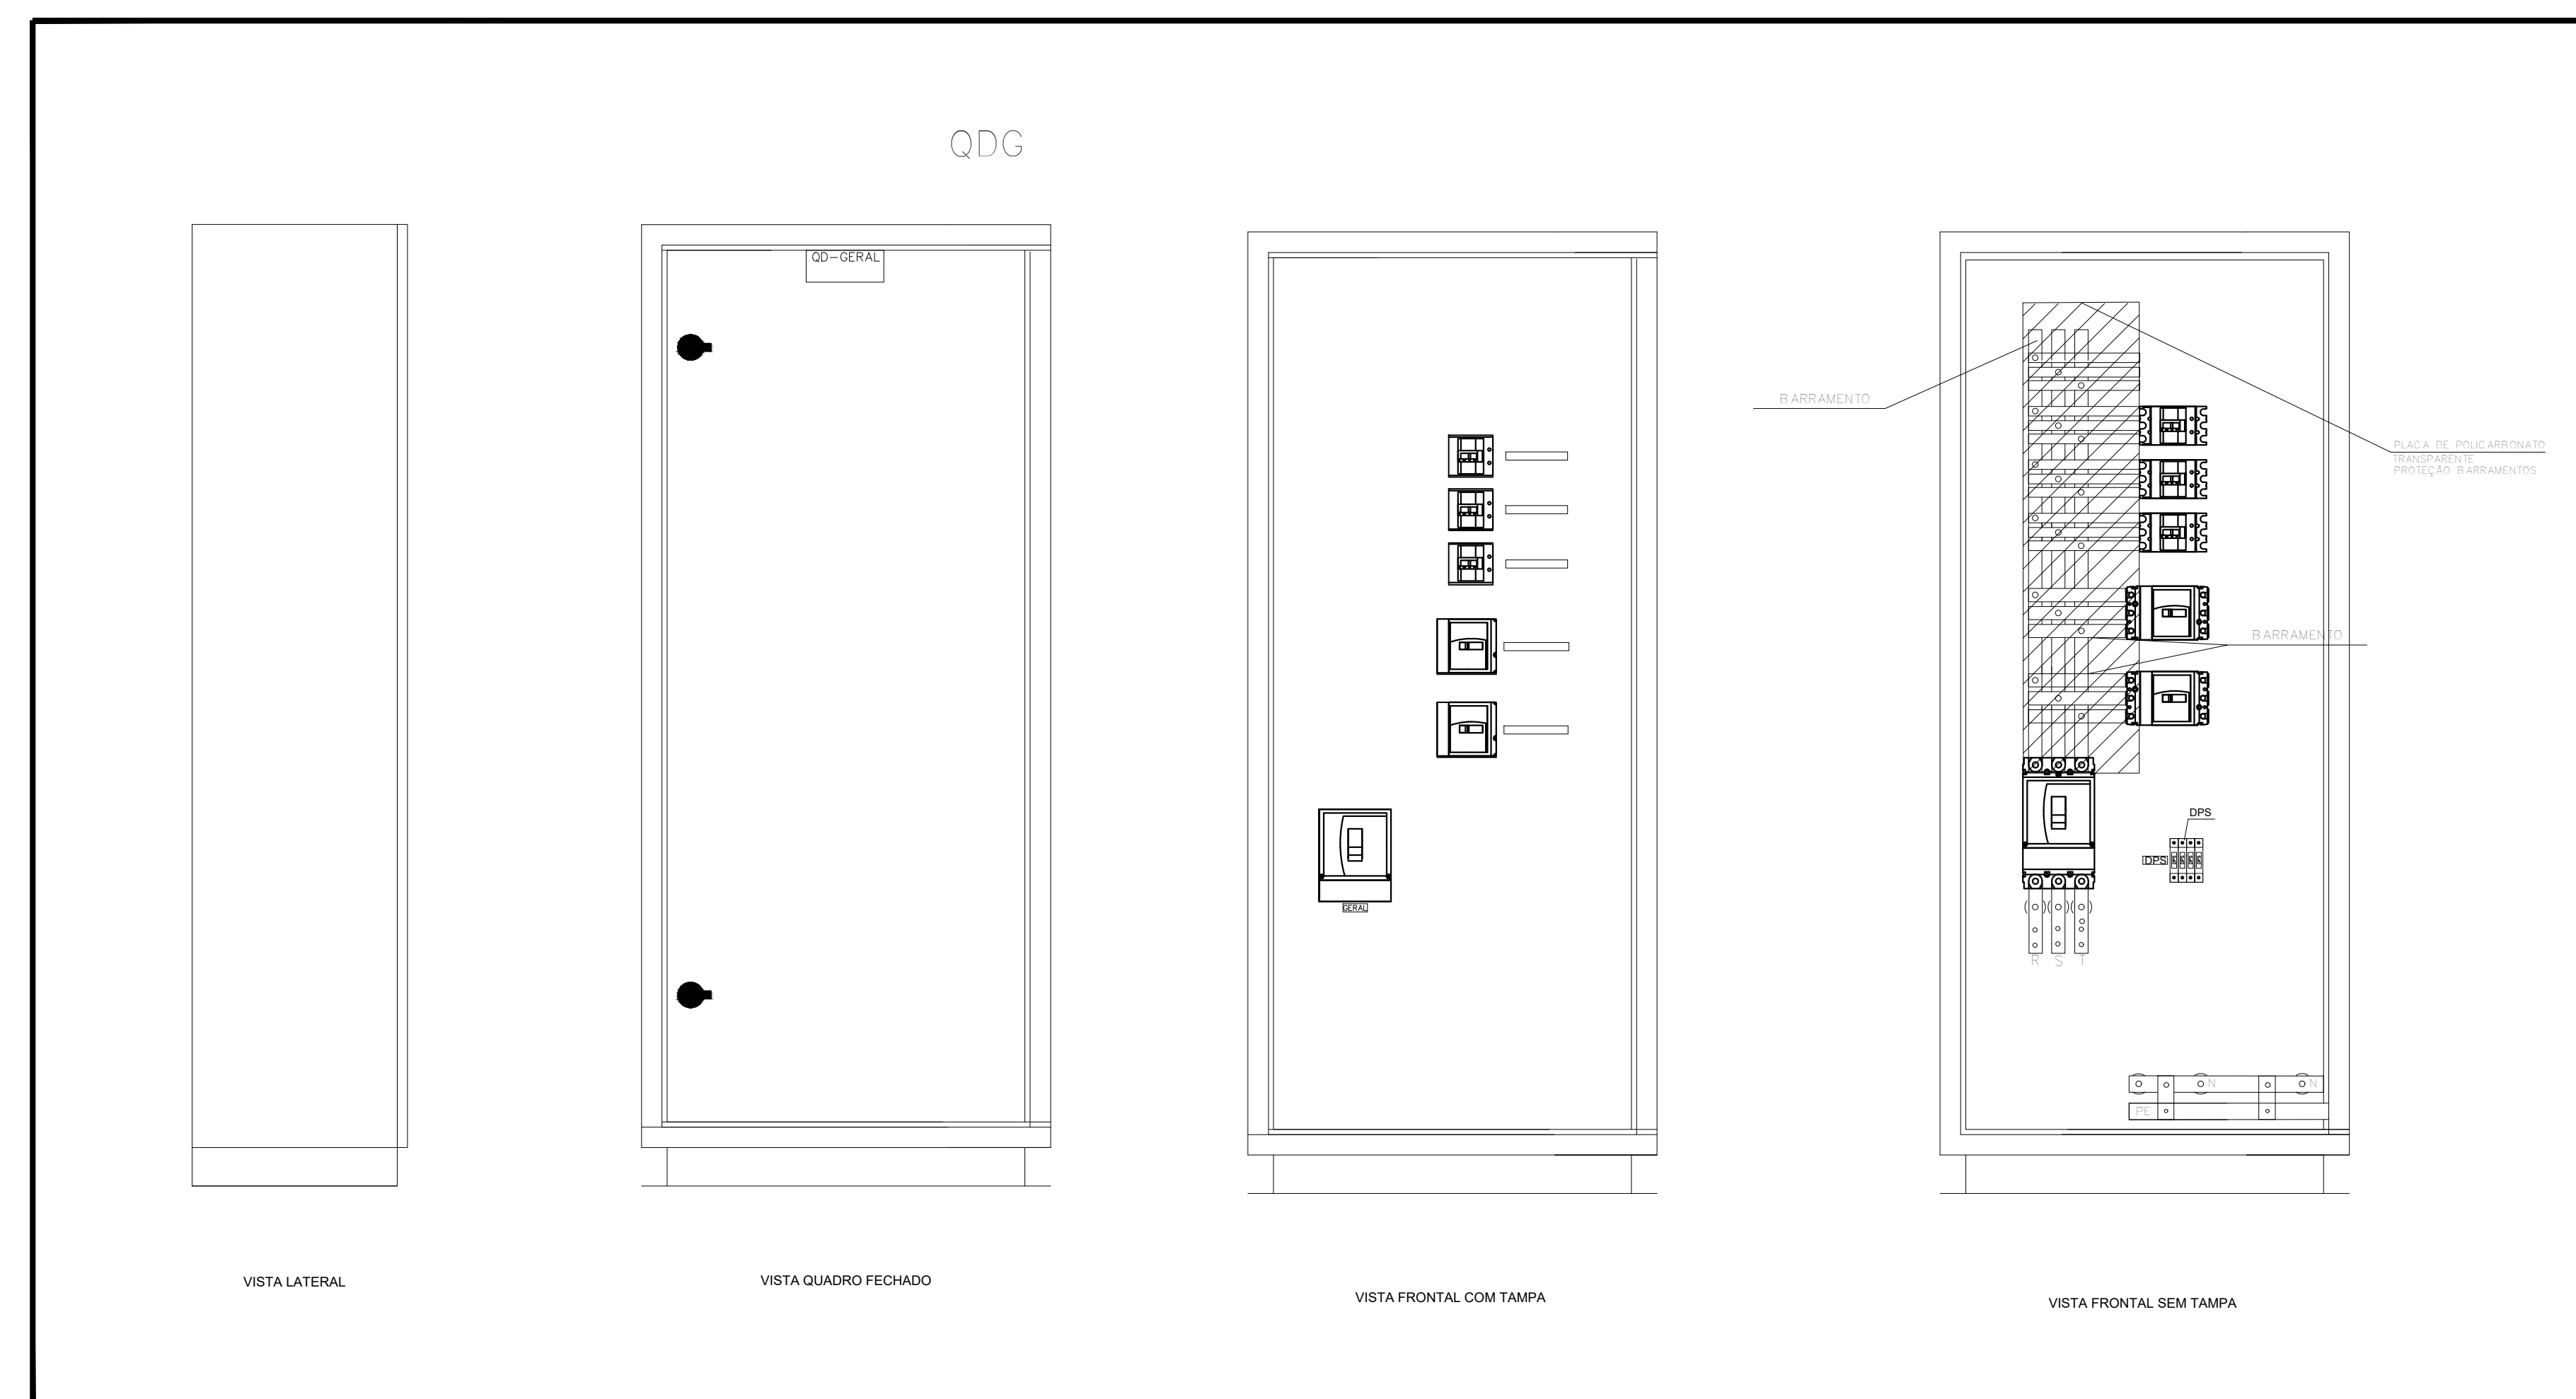 QDG
QD-GERAL
BARRAMENTO
PLACA DE POLICARBONATO
TRANSPARENTE
PROTEÇÃO BARRAMENTOS
BARRAMENTO
DPS
DPS
GERAL
R S T
N N
PE
VISTA LATERAL
VISTA QUADRO FECHADO
VISTA FRONTAL COM TAMPA
VISTA FRONTAL SEM TAMPA